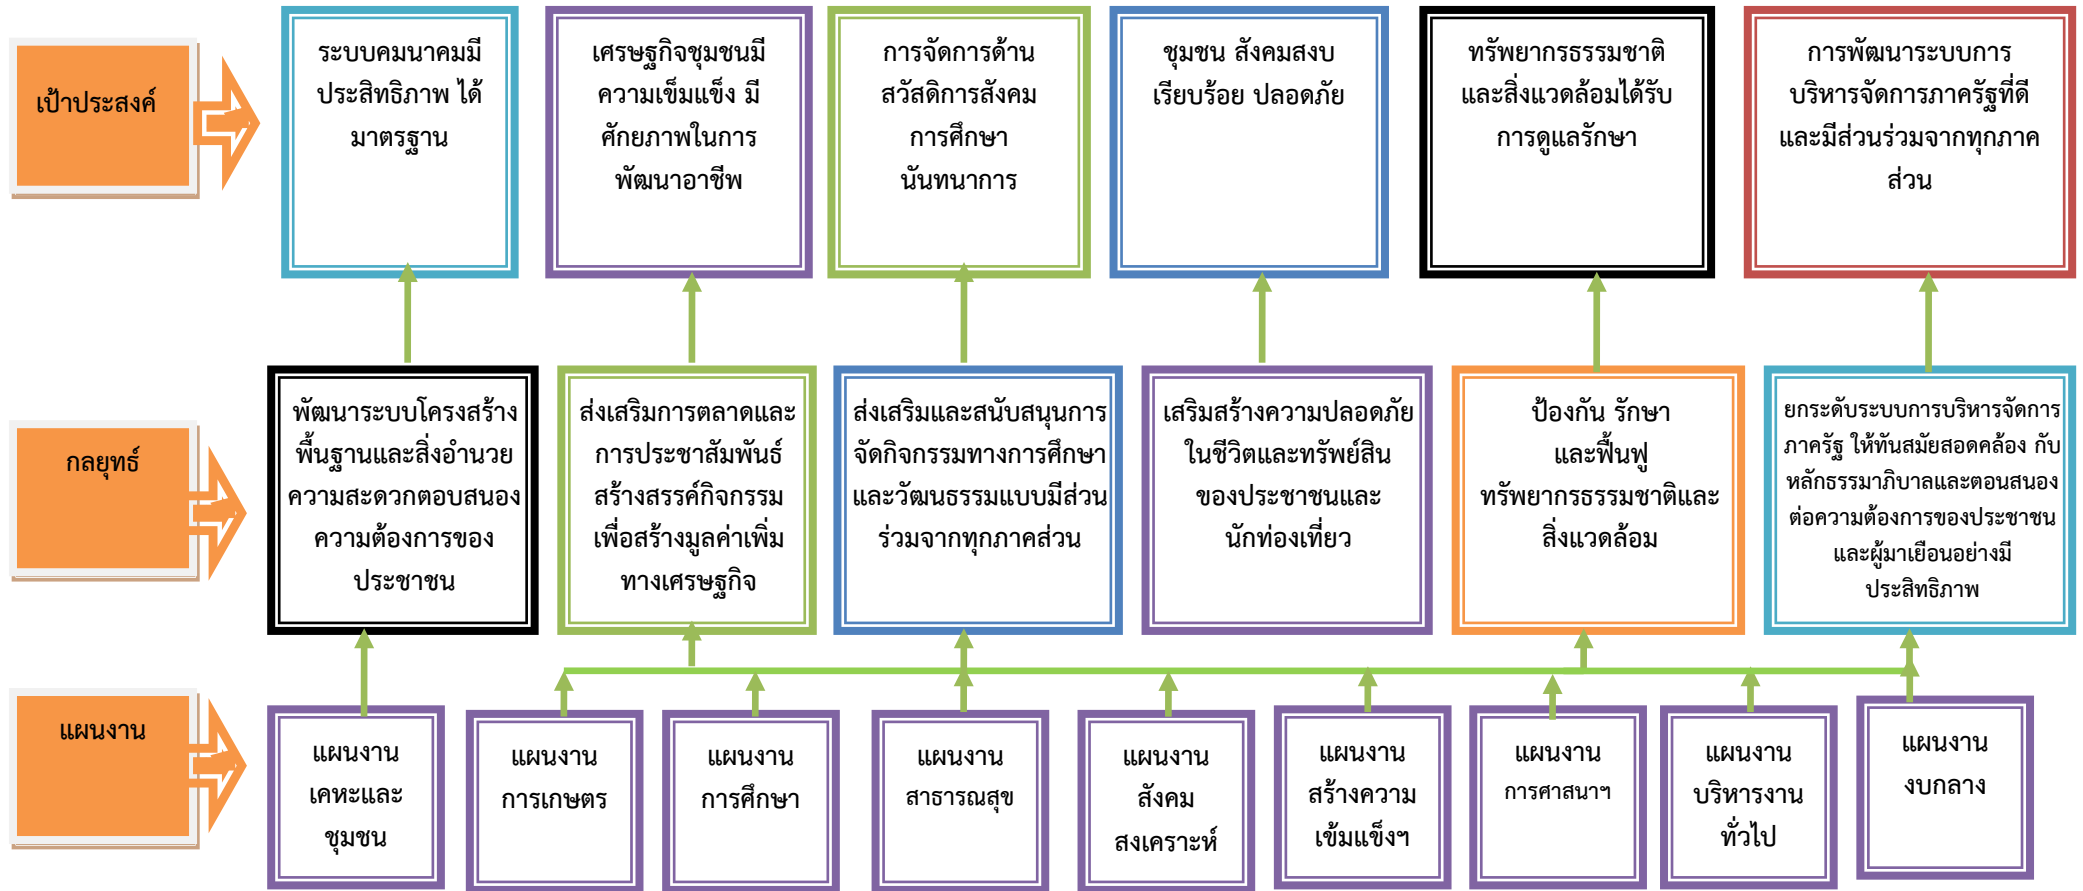 เป้าประสงค์
ระบบคมนาคมมี
ประสิทธิภาพ ได้
มาตรฐาน
เศรษฐกิจชุมชนมี
ความเข็มแข็ง มี
ศักยภาพในการ
พัฒนาอาชีพ
การจัดการด้าน
สวัสดิการสังคม
การศึกษา
นันทนาการ
ชุมชน สังคมสงบ
เรียบร้อย ปลอดภัย
ทรัพยากรธรรมชาติ
และสิ่งแวดล้อมได้รับ
การดูแลรักษา
การพัฒนาระบบการ
บริหารจัดการภาครัฐที่ดี
และมีส่วนร่วมจากทุกภาค
ส่วน
กลยุทธ์
พัฒนาระบบโครงสร้าง
พื้นฐานและสิ่งอำนวย
ความสะดวกตอบสนอง
ความต้องการของ
ประชาชน
ส่งเสริมการตลาดและ
การประชาสัมพันธ์
สร้างสรรค์กิจกรรม
เพื่อสร้างมูลค่าเพิ่ม
ทางเศรษฐกิจ
ส่งเสริมและสนับสนุนการ
จัดกิจกรรมทางการศึกษา
และวัฒนธรรมแบบมีส่วน
ร่วมจากทุกภาคส่วน
เสริมสร้างความปลอดภัย
ในชีวิตและทรัพย์สิน
ของประชาชนและ
นักท่องเที่ยว
ป้องกัน รักษา
และฟื้นฟู
ทรัพยากรธรรมชาติและ
สิ่งแวดล้อม
ยกระดับระบบการบริหารจัดการ
ภาครัฐ ให้ทันสมัยสอดคล้อง กับ
หลักธรรมาภิบาลและตอนสนอง
ต่อความต้องการของประชาชน
และผู้มาเยือนอย่างมี
ประสิทธิภาพ
แผนงาน
แผนงาน
เคหะและ
ชุมชน
แผนงาน
การเกษตร
แผนงาน
การศึกษา
แผนงาน
สาธารณสุข
แผนงาน
สังคม
สงเคราะห์
แผนงาน
สร้างความ
เข้มแข็งฯ
แผนงาน
การศาสนาฯ
แผนงาน
บริหารงาน
ทั่วไป
แผนงาน
งบกลาง